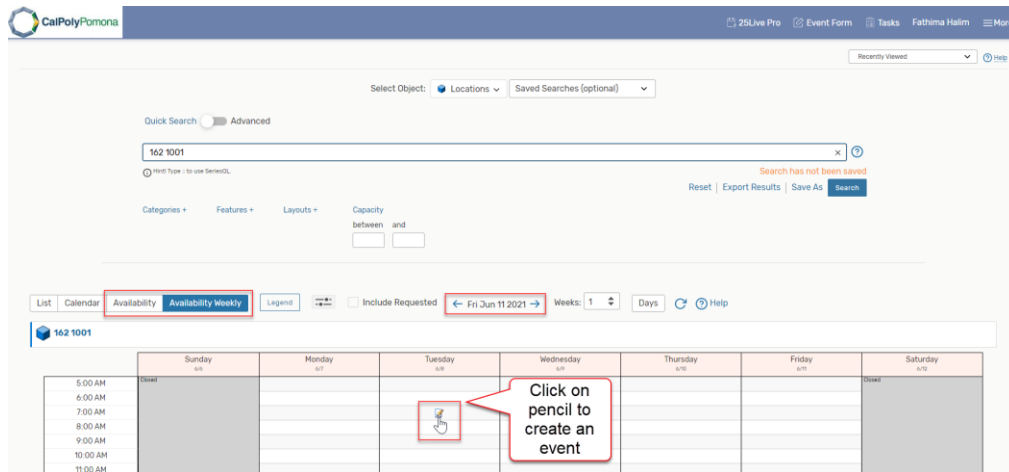 CalPolyPomona
25Live Pro Event Form Tasks Fathima Halim More
Recently Viewed Help
Select Object: Locations Saved Searches (optional)
Quick Search Advanced
162 1001
Hint! Type :: to use SeriesQL.
Search has not been saved
Reset | Export Results | Save As Search
Categories + Features + Layouts + Capacity
between and
List Calendar Availability Availability Weekly Legend Include Requested ← Fri Jun 11 2021 → Weeks: 1 Days Help
162 1001
Sunday Monday Tuesday Wednesday Thursday Friday Saturday
6/6 6/7 6/8 6/9 6/10 6/11 6/12
5:00 AM Closed Closed
6:00 AM
7:00 AM
8:00 AM
9:00 AM
10:00 AM
11:00 AM
Click on
pencil to
create an
event